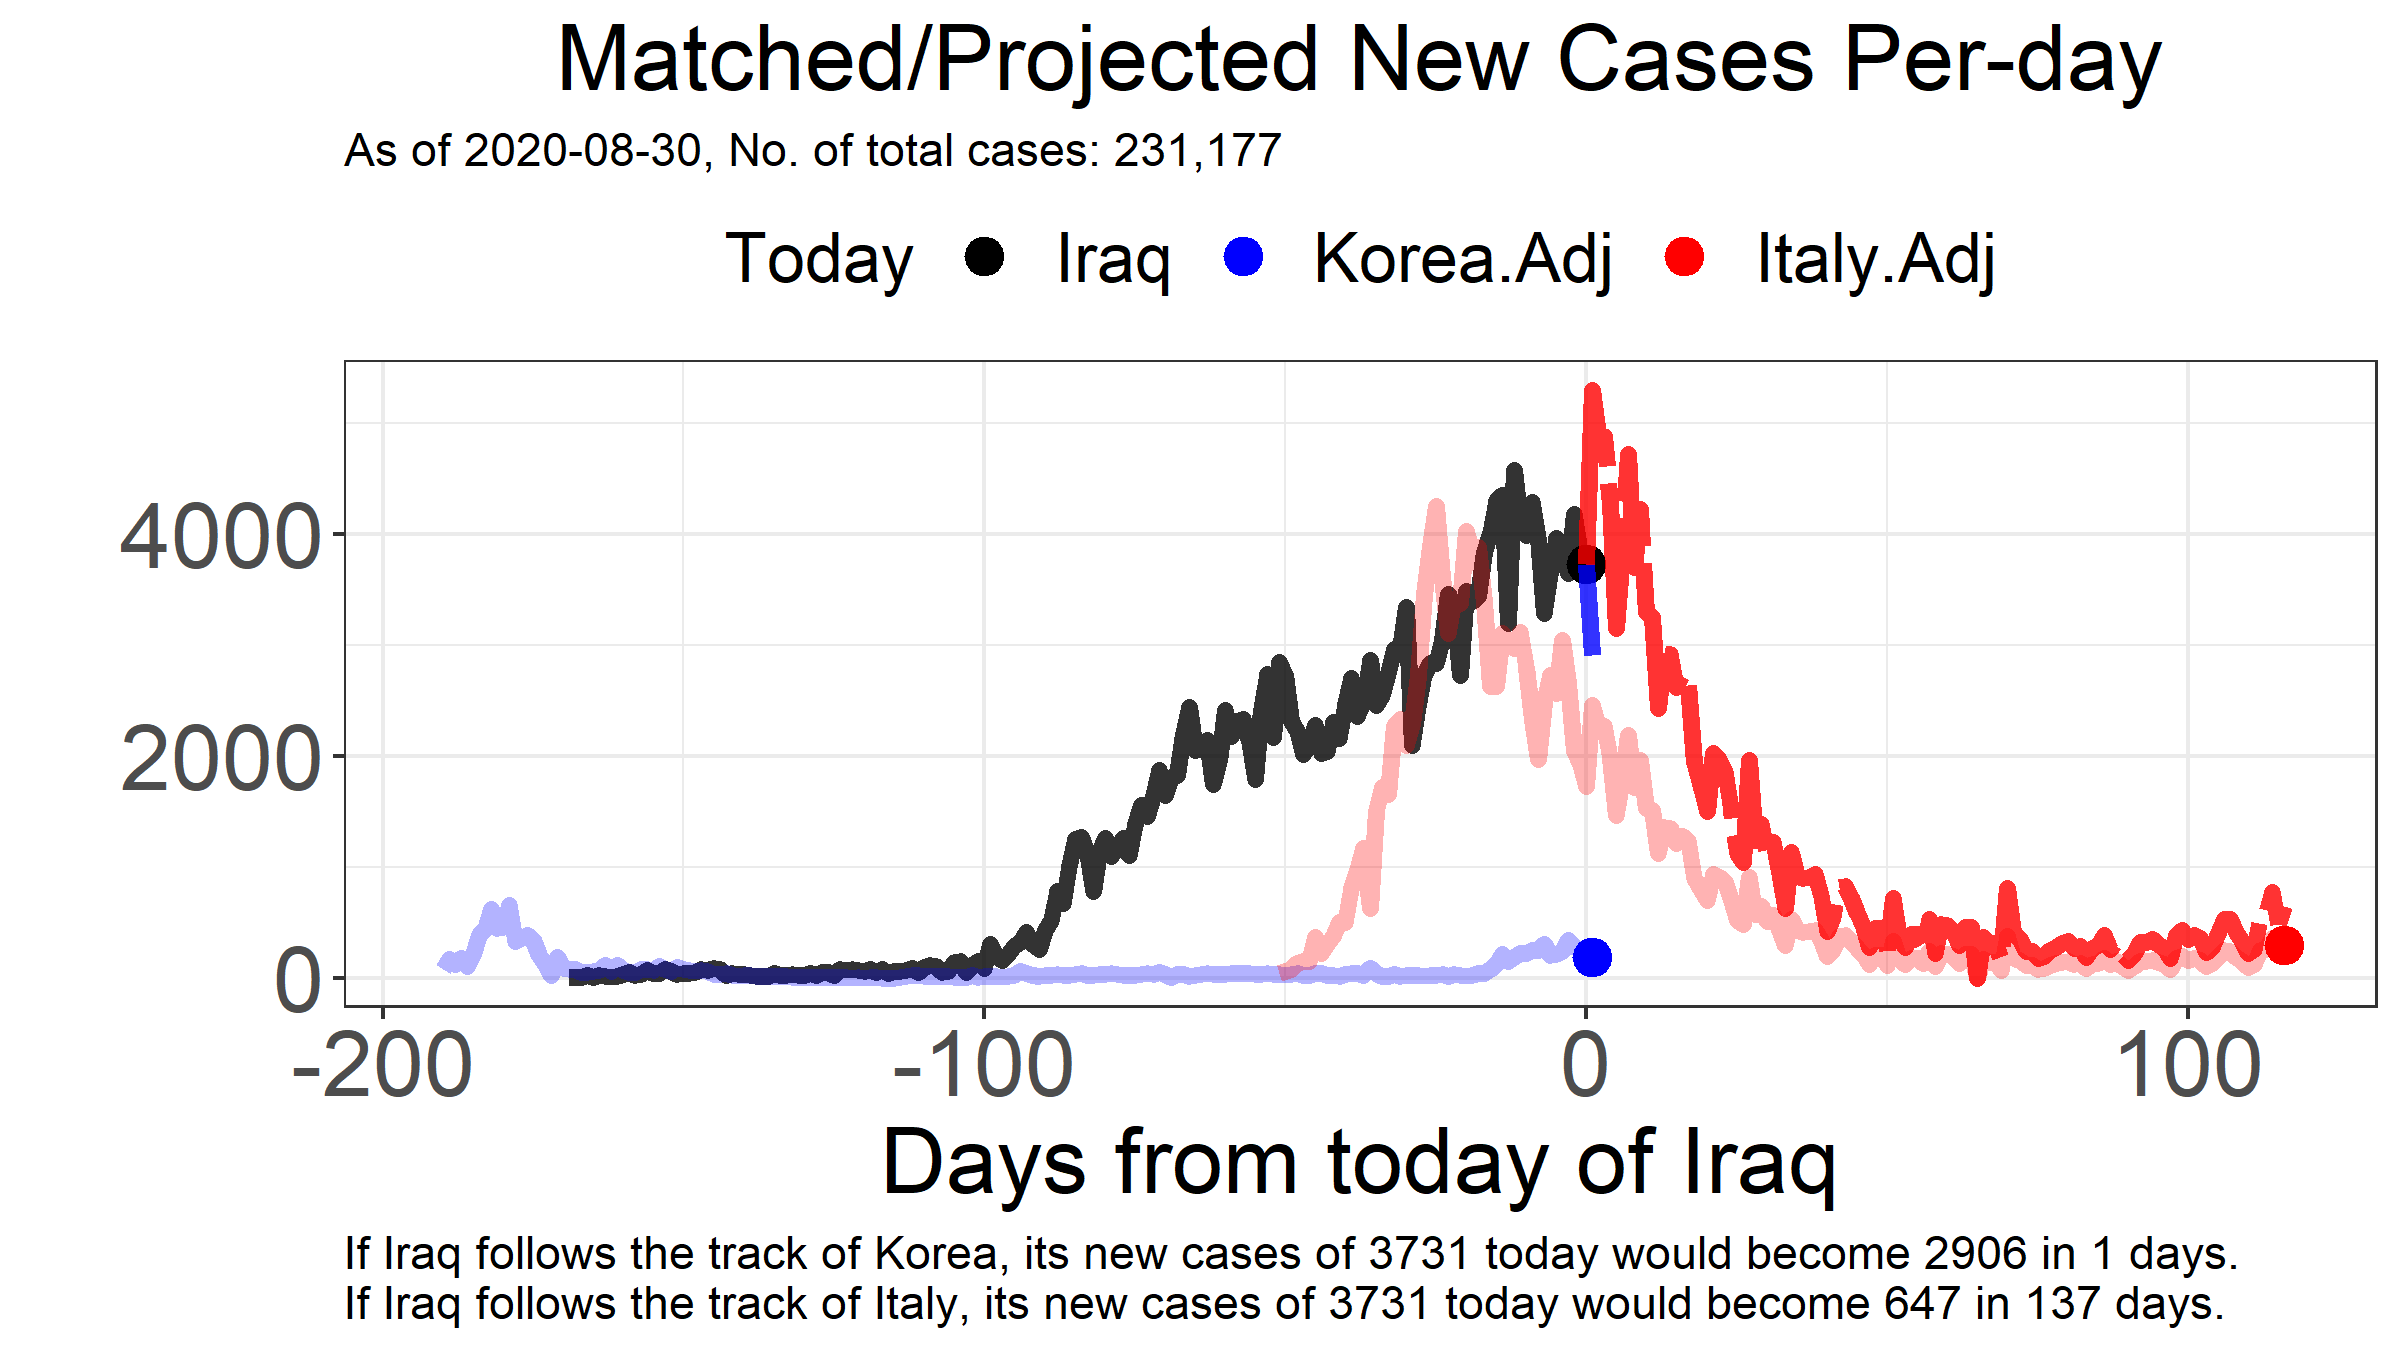 Matched/Projected New Cases Per-day
As of 2020-08-30, No. of total cases: 231,177
Today Iraq Korea.Adj Italy.Adj
4000
2000
0
-200 -100 0 100
Days from today of Iraq
If Iraq follows the track of Korea, its new cases of 3731 today would become 2906 in 1 days.
If Iraq follows the track of Italy, its new cases of 3731 today would become 647 in 137 days.